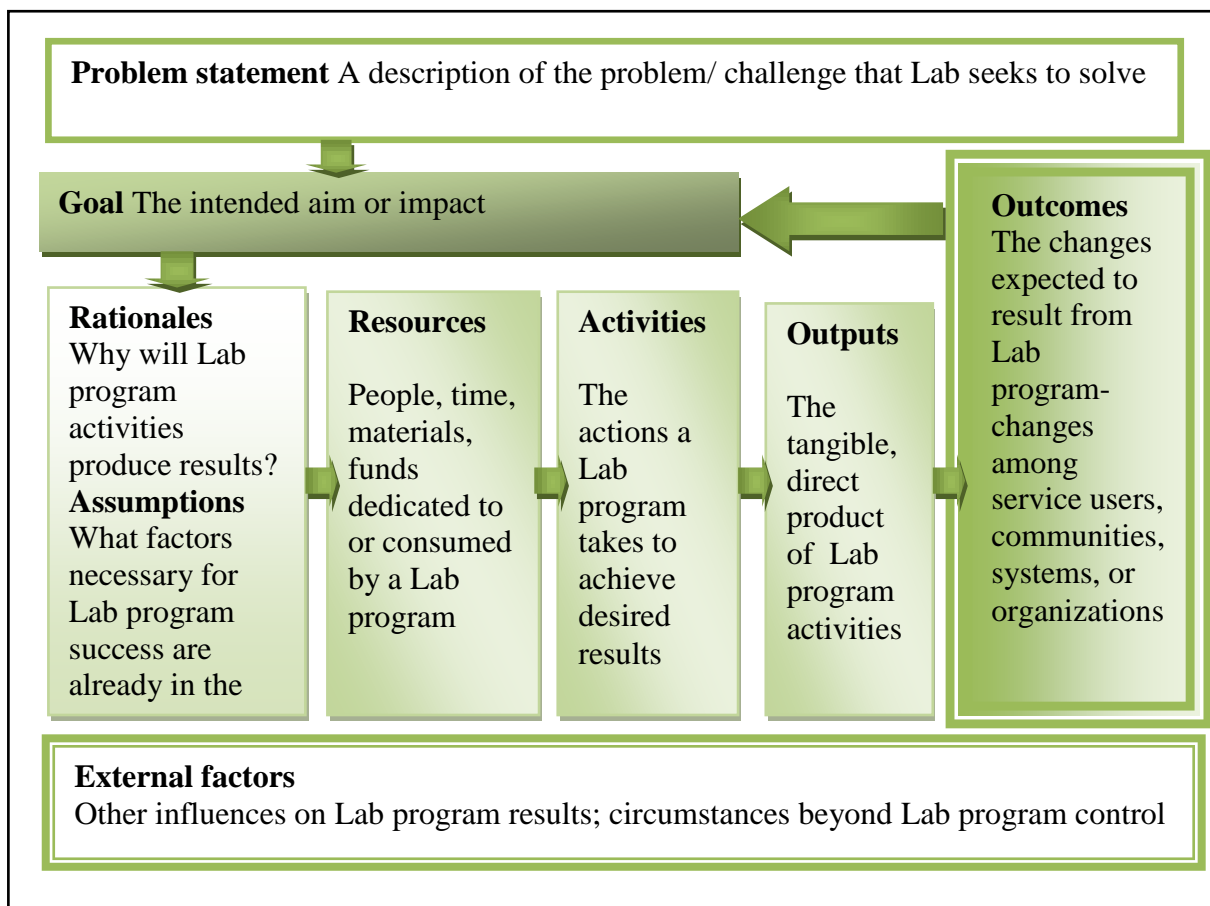 Problem statement A description of the problem/ challenge that Lab seeks to solve
Goal The intended aim or impact
Rationales
Why will Lab
program
activities
produce results?
Assumptions
What factors
necessary for
Lab program
success are
already in the
Resources
People, time,
materials,
funds
dedicated to
or consumed
by a Lab
program
Activities
The
actions a
Lab
program
takes to
achieve
desired
results
Outputs
The
tangible,
direct
product
of Lab
program
activities
Outcomes
The changes
expected to
result from
Lab
program-
changes
among
service users,
communities,
systems, or
organizations
External factors
Other influences on Lab program results; circumstances beyond Lab program control